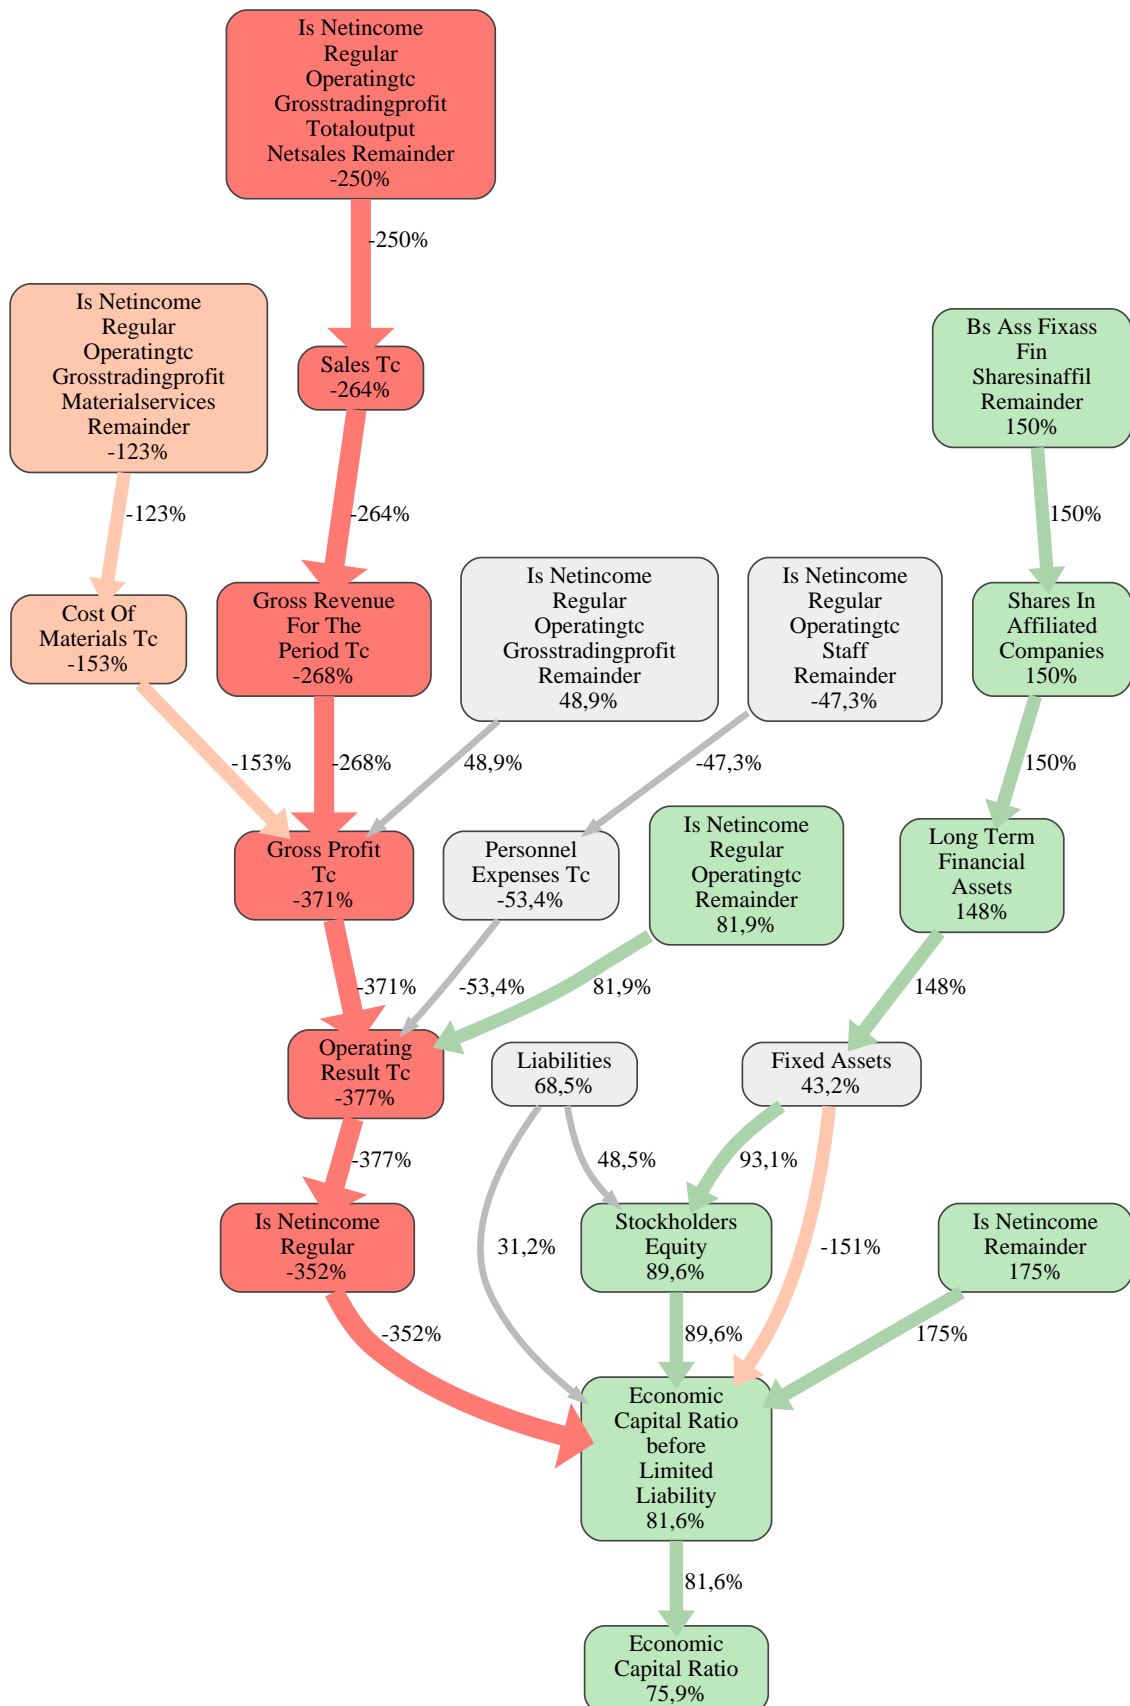 Is Netincome
Regular
Operatingtc
Grosstradingprofit
Totaloutput
Netsales Remainder
-250%
-250%
Is Netincome
Regular
Operatingtc
Grosstradingprofit
Materialservices
Remainder
-123%
Sales Tc
-264%
Bs Ass Fixass
Fin
Sharesinaffil
Remainder
150%
-123%
-264%
150%
Cost Of
Materials Tc
-153%
Gross Revenue
For The
Period Tc
-268%
Is Netincome
Regular
Operatingtc
Grosstradingprofit
Remainder
48,9%
Is Netincome
Regular
Operatingtc
Staff
Remainder
-47,3%
Shares In
Affiliated
Companies
150%
-153%
-268%
48,9%
-47,3%
150%
Gross Profit
Tc
-371%
Personnel
Expenses Tc
-53,4%
Is Netincome
Regular
Operatingtc
Remainder
81,9%
Long Term
Financial
Assets
148%
-371%
-53,4%
81,9%
148%
Operating
Result Tc
-377%
Liabilities
68,5%
Fixed Assets
43,2%
-377%
48,5%
93,1%
Is Netincome
Regular
-352%
31,2%
Stockholders
Equity
89,6%
-151%
Is Netincome
Remainder
175%
-352%
89,6%
175%
Economic
Capital Ratio
before
Limited
Liability
81,6%
81,6%
Economic
Capital Ratio
75,9%